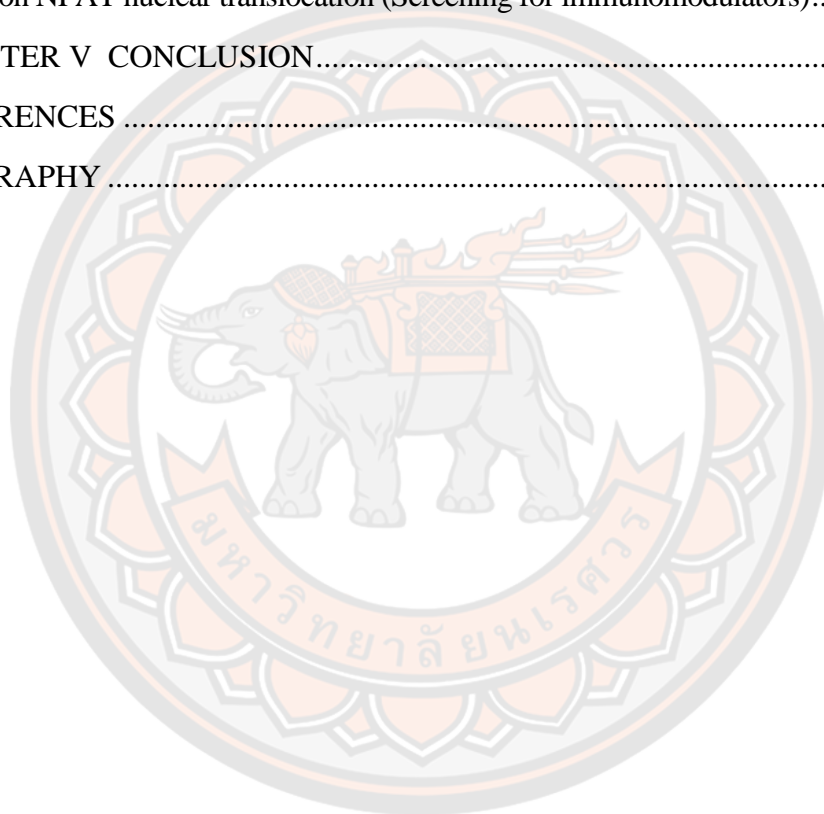 on NFAT nuclear translocation (Screening for immunomodulators)..
TER V CONCLUSION..............................................................................
RENCES ..............................................................................................
RAPHY ................................................................................................
มหาวิทยาลัยนเรศวร